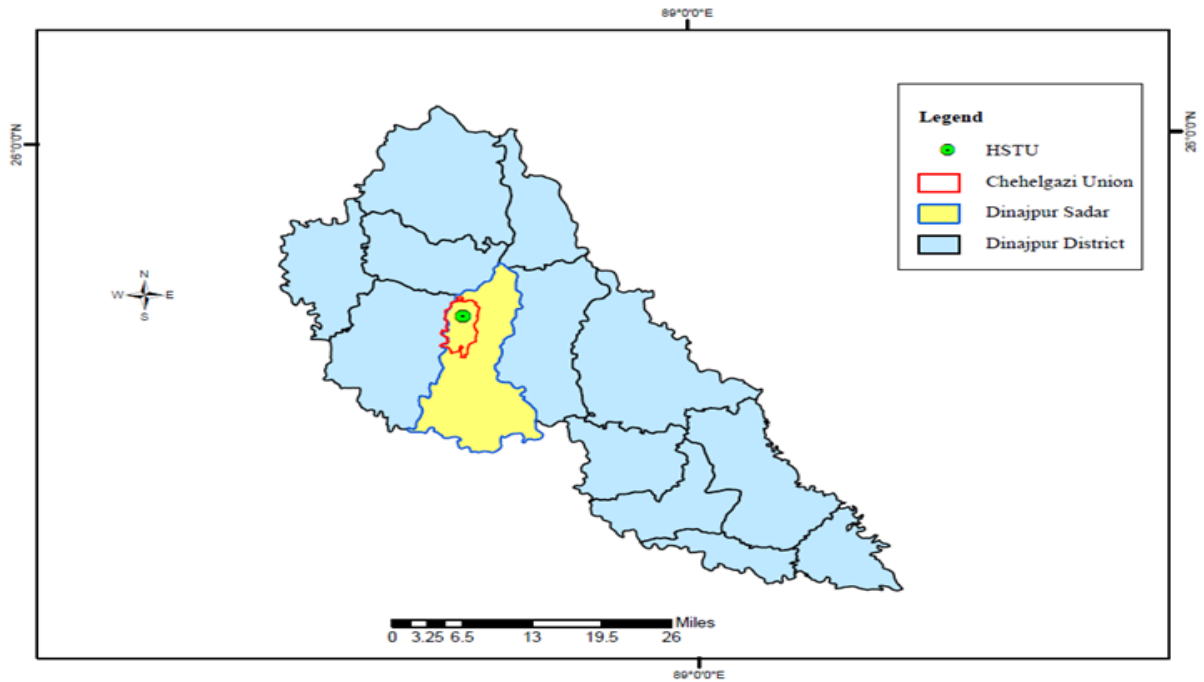 89°0'0"E
26°0'0"N
26°0'0"N
Legend
HSTU
Chehelgazi Union
Dinajpur Sadar
Dinajpur District
N
W E
S
Miles
0 3.25 6.5 13 19.5 26
89°0'0"E